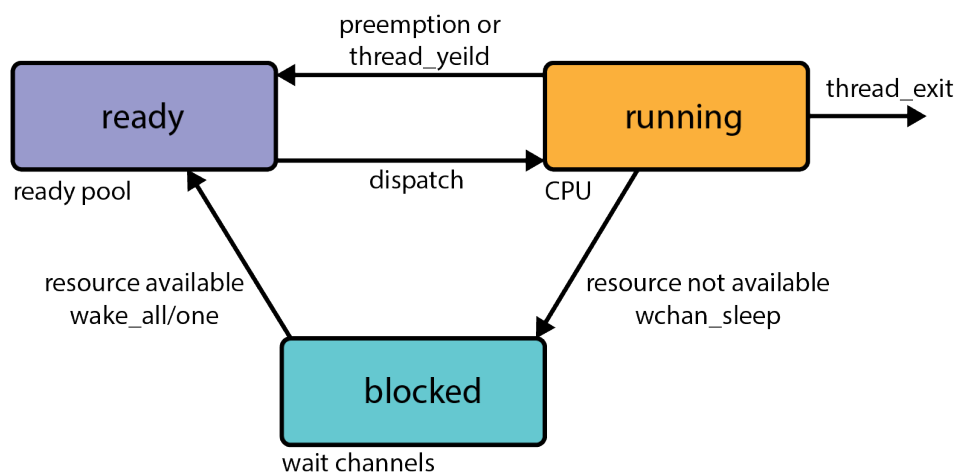 preemption or
thread_yeild
ready
running
thread_exit
ready pool
dispatch
CPU
resource available
wake_all/one
resource not available
wchan_sleep
blocked
wait channels